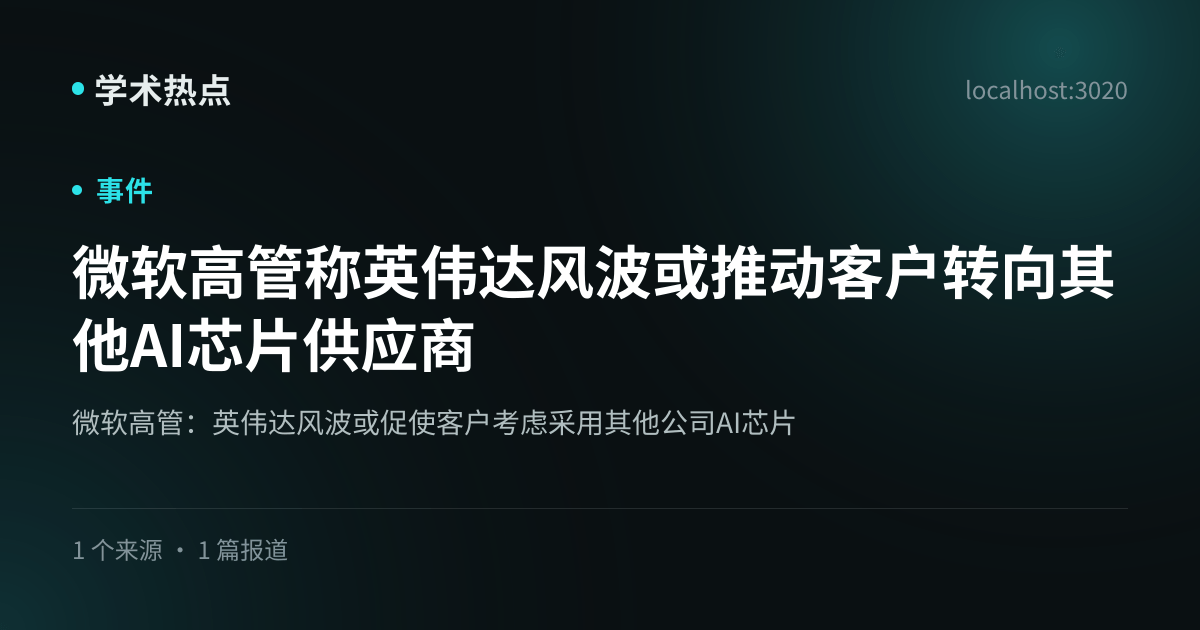 学术热点
localhost:3020
事件
微软高管称英伟达风波或推动客户转向其
他AI芯片供应商
微软高管：英伟达风波或促使客户考虑采用其他公司AI芯片
1 个来源 · 1 篇报道